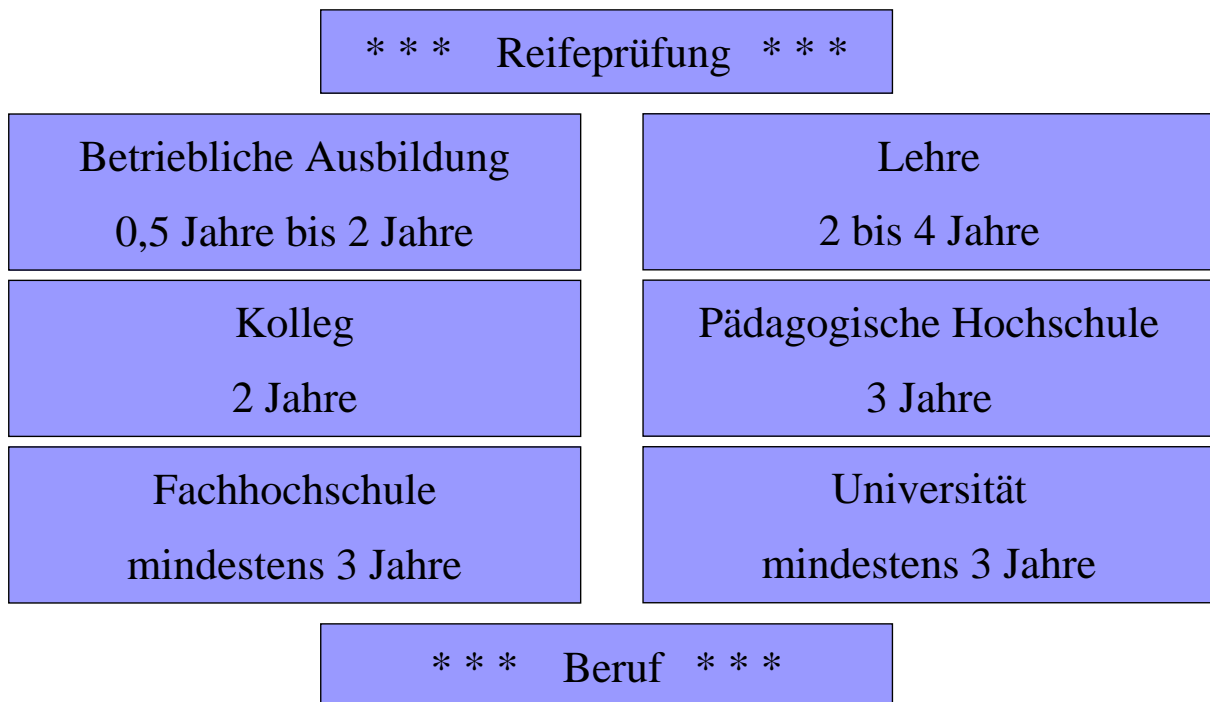 * * * Reifeprüfung * * *
Betriebliche Ausbildung
0,5 Jahre bis 2 Jahre
Lehre
2 bis 4 Jahre
Kolleg
2 Jahre
Pädagogische Hochschule
3 Jahre
Fachhochschule
mindestens 3 Jahre
Universität
mindestens 3 Jahre
* * * Beruf * * *